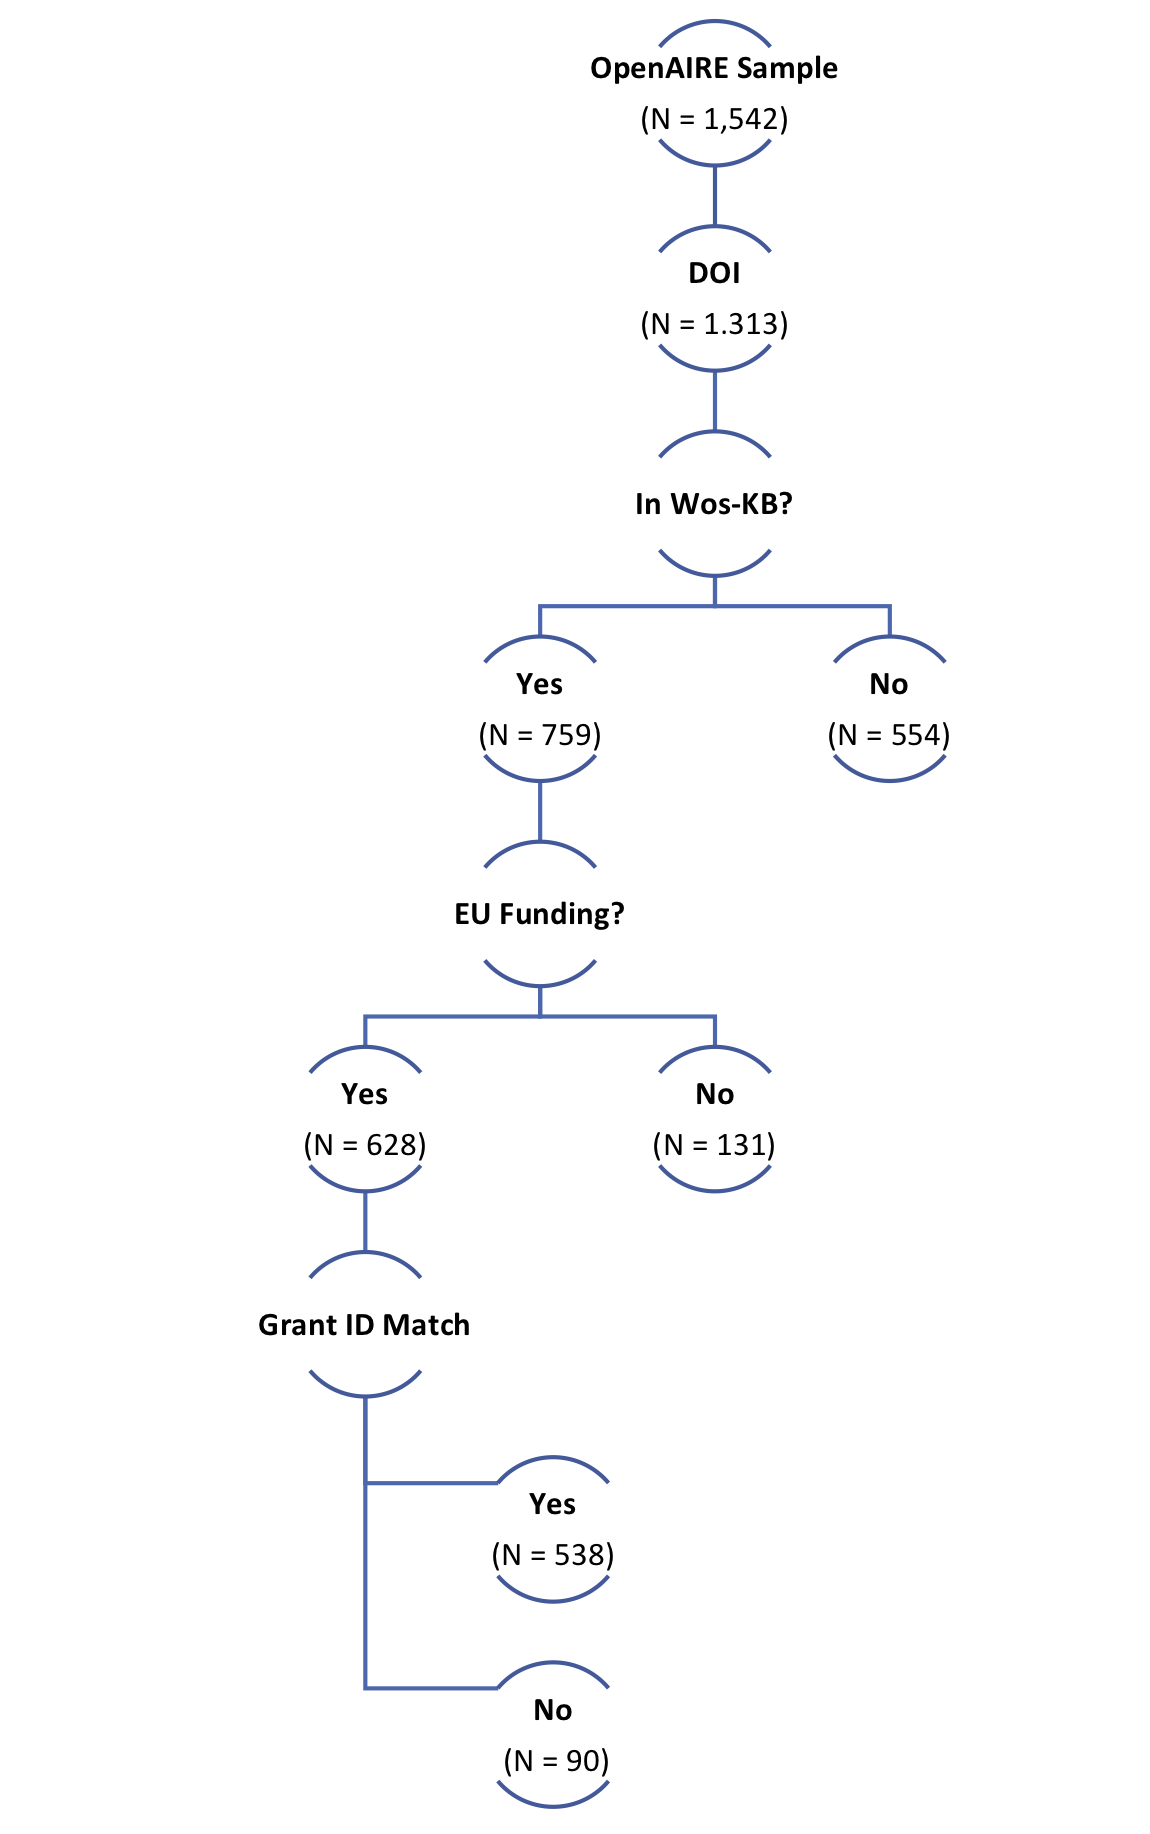 OpenAIRE Sample
(N = 1,542)
DOI
(N = 1.313)
In Wos-KB?
Yes
(N = 759)
No
(N = 554)
EU Funding?
Yes
(N = 628)
No
(N = 131)
Grant ID Match
Yes
(N = 538)
No
(N = 90)